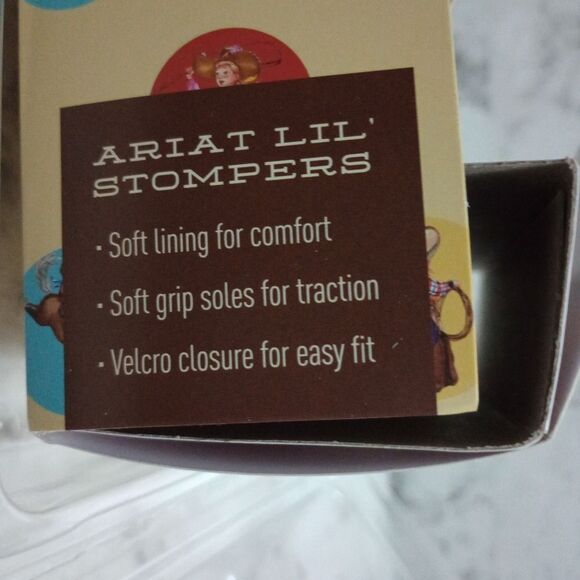 ARIAT LIL'
STOMPERS
· Soft lining for comfort
· Soft grip soles for traction
· Velcro closure for easy fit